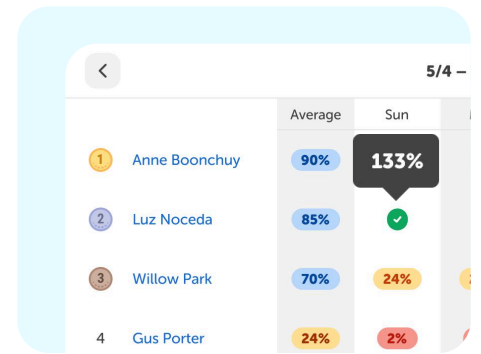 5/4 –
Average Sun
1 Anne Boonchuy 90% 133%
2 Luz Noceda 85%
3 Willow Park 70% 24%
4 Gus Porter 24% 2%